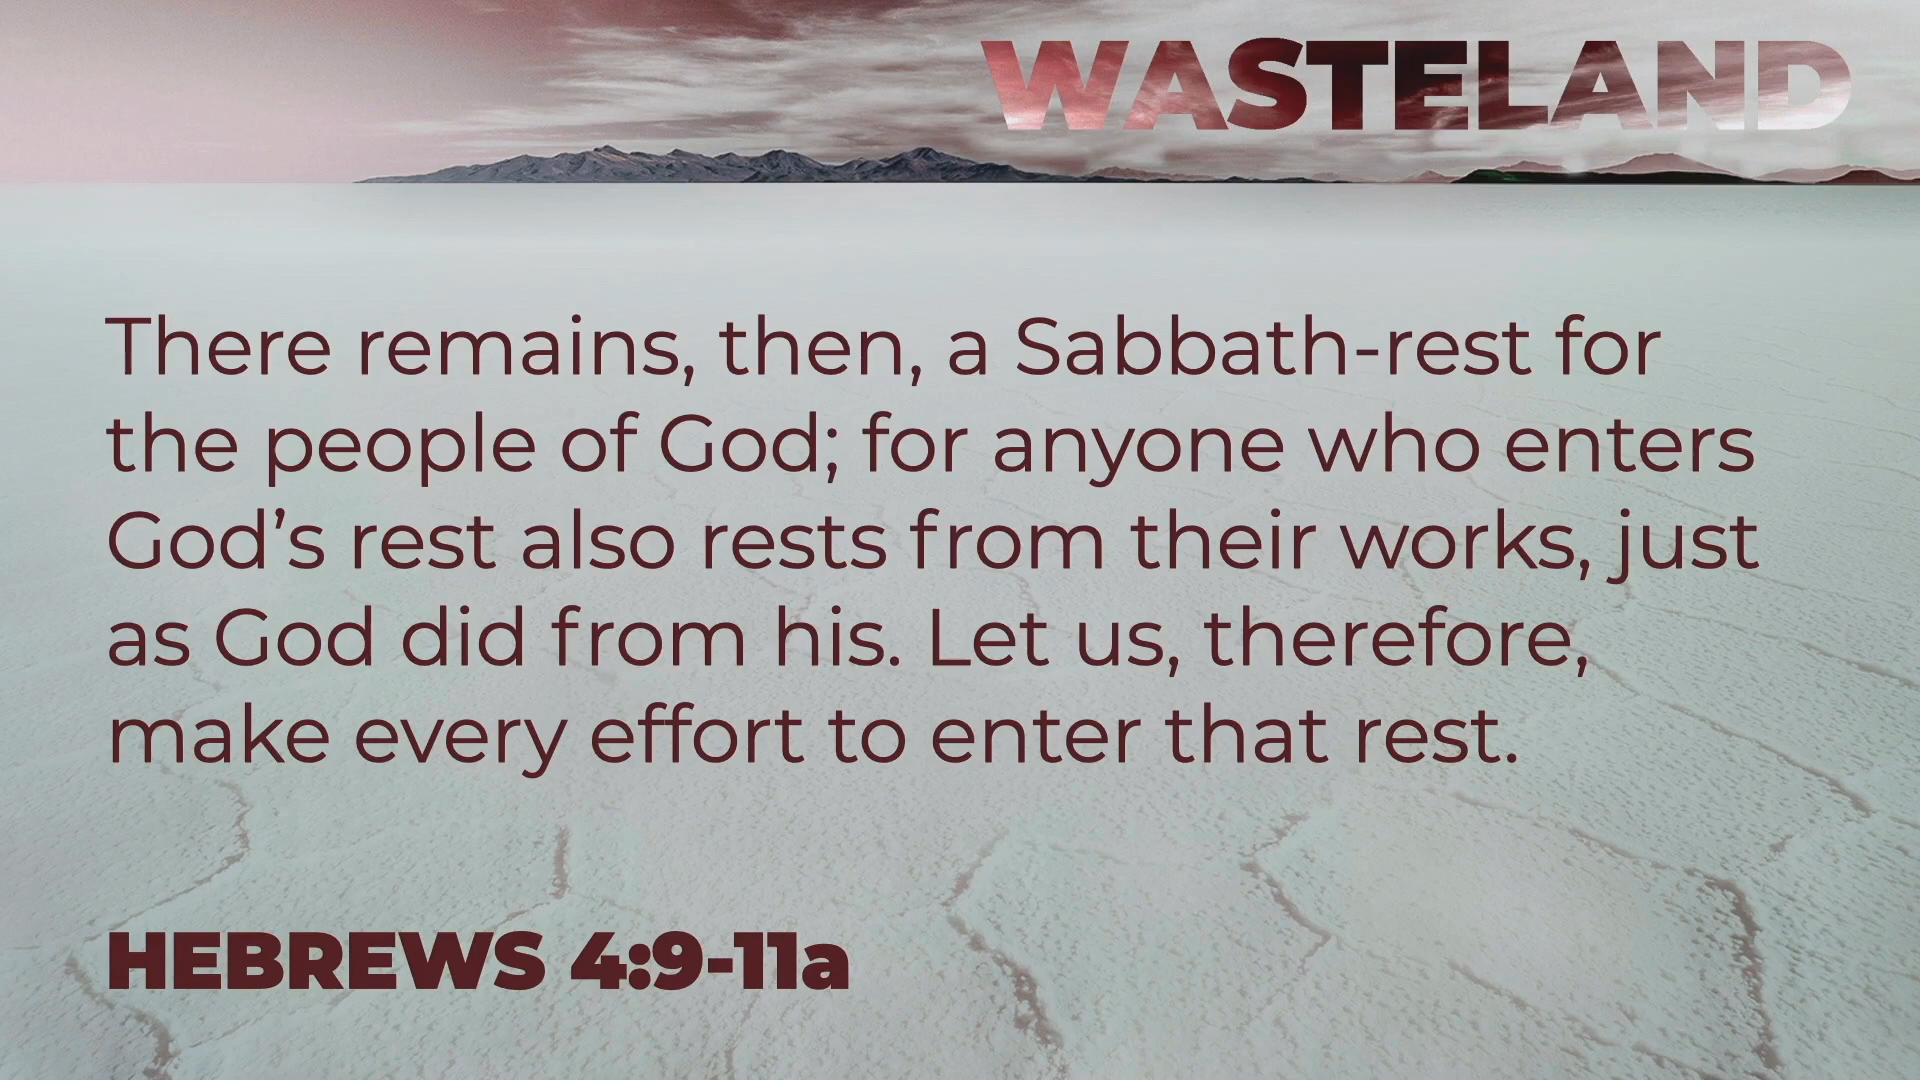 WASTELAND
There remains, then, a Sabbath-rest for
the people of God; for anyone who enters
God’s rest also rests from their works, just
as God did from his. Let us, therefore,
make every effort to enter that rest.
HEBREWS 4:9-11a